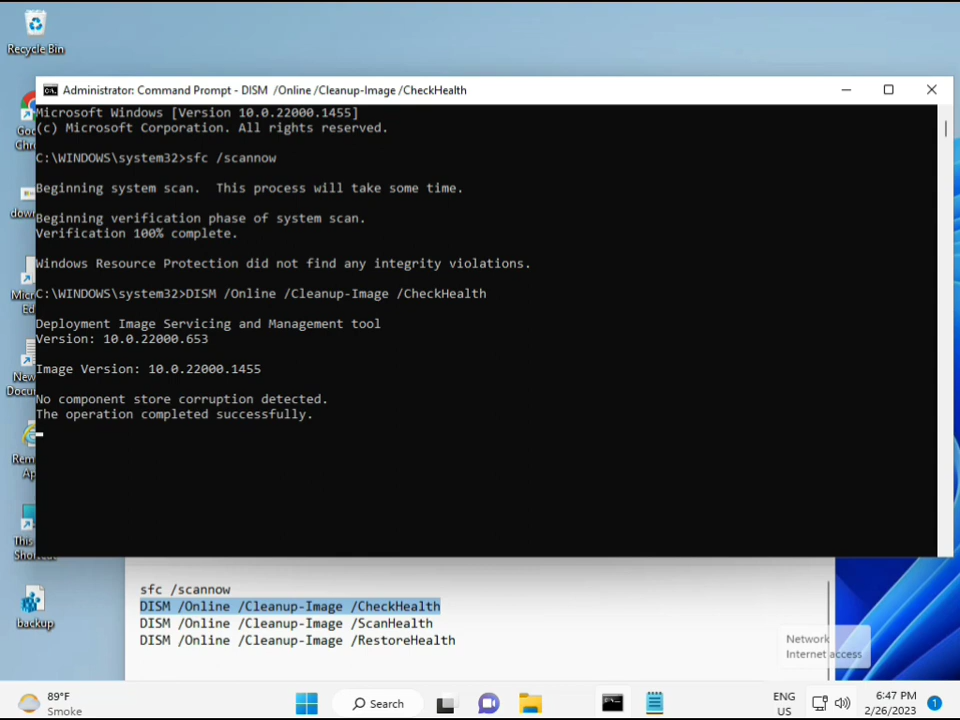 Recycle Bin
Administrator: Command Prompt - DISM /Online /Cleanup-Image /CheckHealth
Microsoft Windows [Version 10.0.22000.1455]
(c) Microsoft Corporation. All rights reserved.
C:\WINDOWS\system32>sfc /scannow
Beginning system scan.  This process will take some time.
Beginning verification phase of system scan.
Verification 100% complete.
Windows Resource Protection did not find any integrity violations.
C:\WINDOWS\system32>DISM /Online /Cleanup-Image /CheckHealth
Deployment Image Servicing and Management tool
Version: 10.0.22000.653
Image Version: 10.0.22000.1455
No component store corruption detected.
The operation completed successfully.
backup
sfc /scannow
DISM /Online /Cleanup-Image /CheckHealth
DISM /Online /Cleanup-Image /ScanHealth
DISM /Online /Cleanup-Image /RestoreHealth
Network
Internet access
89°F
Smoke
Search
ENG
US
6:47 PM
2/26/2023
1